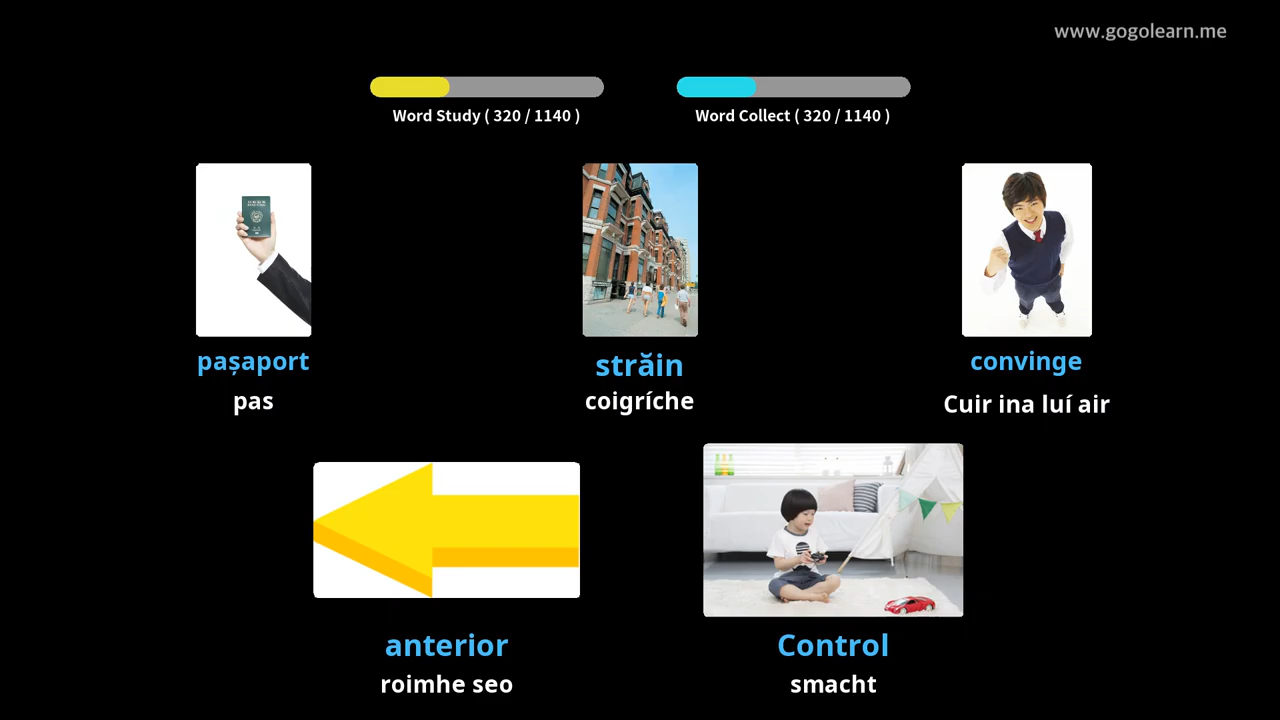 www.gogolearn.me
Word Study ( 320 / 1140 )
Word Collect ( 320 / 1140 )
pașaport
străin
convinge
pas
coigríche
Cuir ina luí air
anterior
Control
roimhe seo
smacht